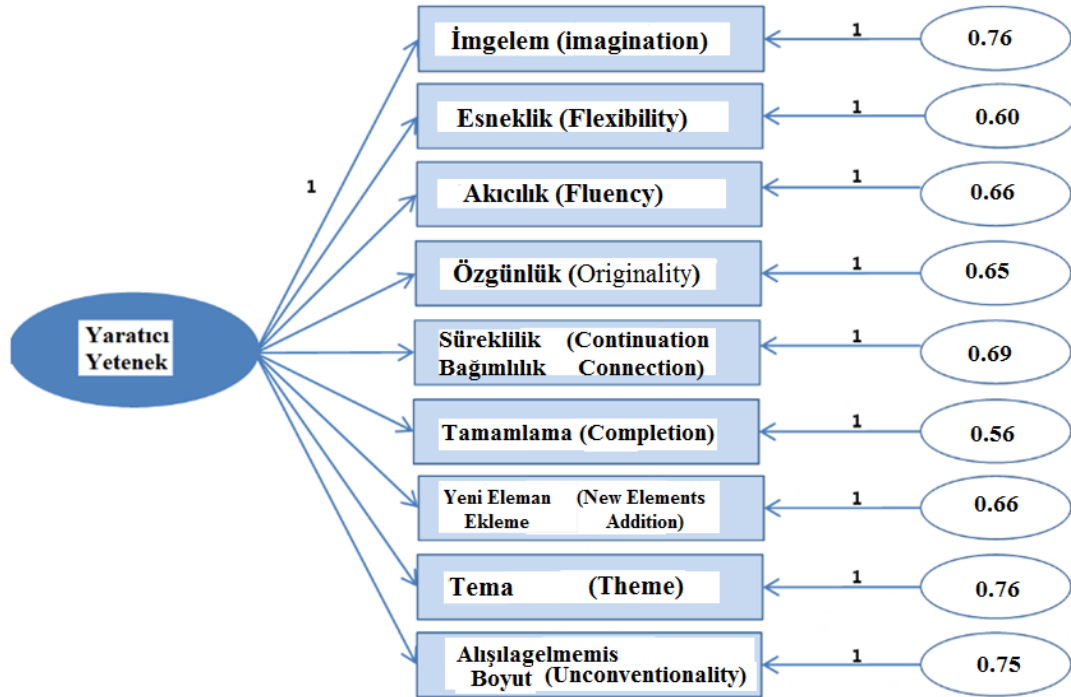 İmgelem (imagination)
1
0.76
Esneklik (Flexibility)
1
0.60
1
Akıcılık (Fluency)
1
0.66
Özgünlük (Originality)
1
0.65
Yaratıcı
Yetenek
Süreklilik (Continuation
Bağımlılık Connection)
1
0.69
Tamamlama (Completion)
1
0.56
Yeni Eleman (New Elements
Ekleme Addition)
1
0.66
Tema (Theme)
1
0.76
Alışılagelmemis
Boyut (Unconventionality)
1
0.75